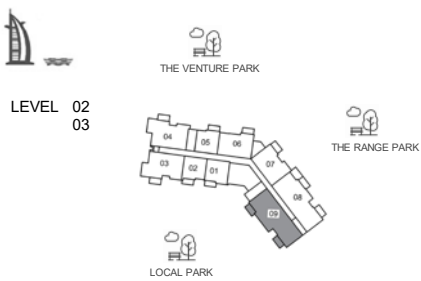 THE VENTURE PARK
LEVEL 02
03
THE RANGE PARK
04
05
06
03
02
01
07
08
09
LOCAL PARK